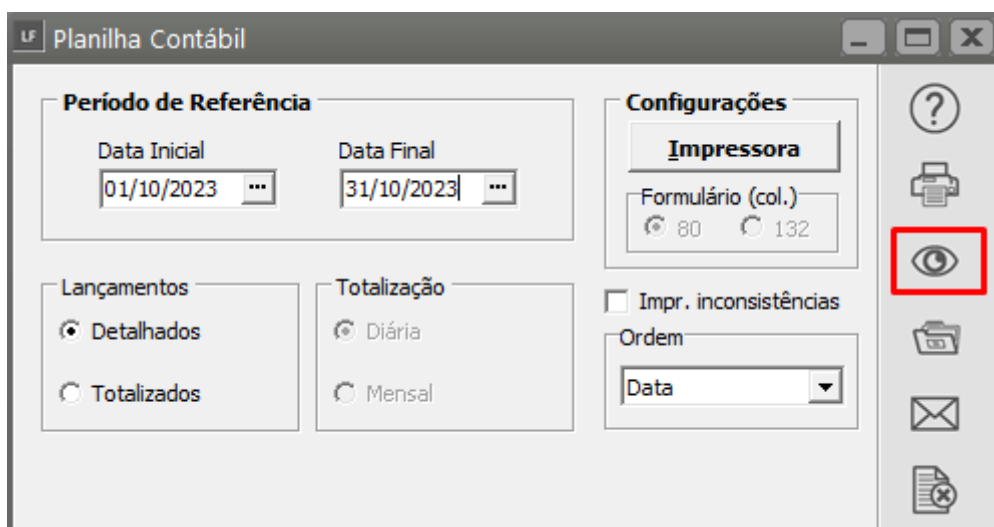 LF Planilha Contábil
Período de Referência
Data Inicial Data Final
01/10/2023 ... 31/10/2023 ...
Configurações
Impressora
Formulário (col.)
80 132
Lançamentos
Detalhados
Totalizados
Totalização
Diária
Mensal
Impr. inconsistências
Ordem
Data